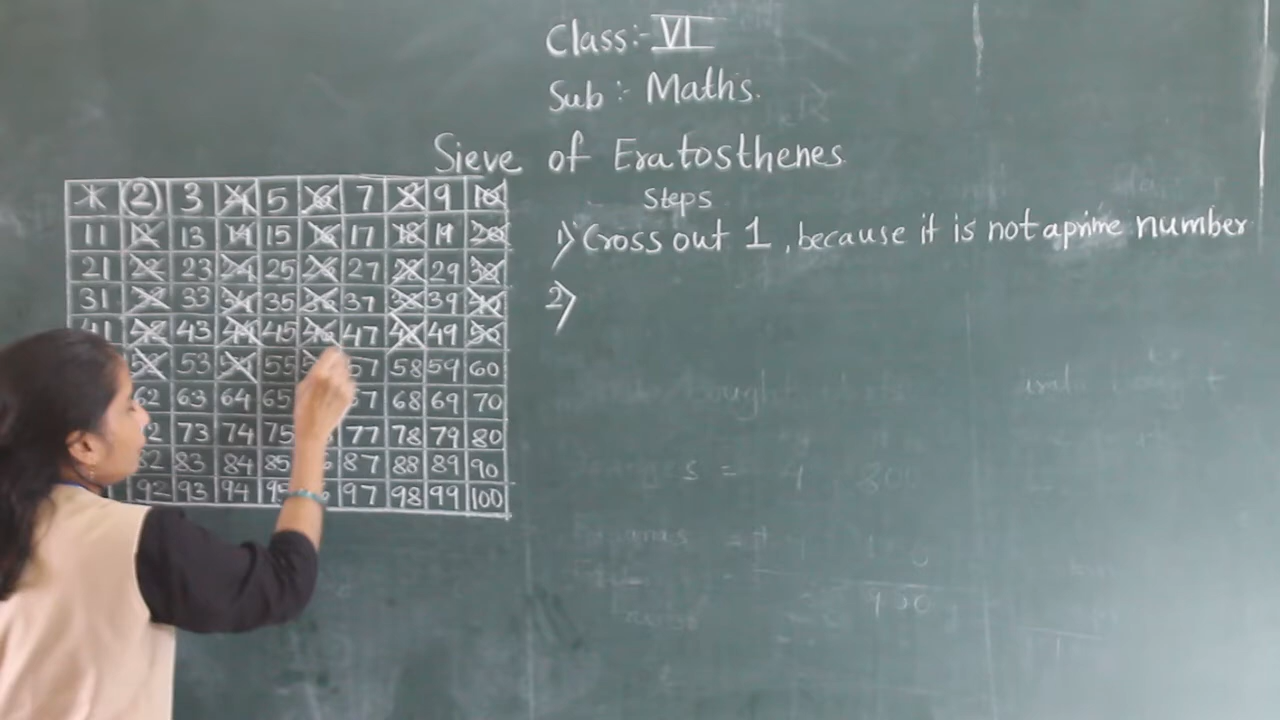 Class:- VI
Sub :- Maths.
Sieve of Eratosthenes
Steps
1) Cross out 1, because it is not a prime number
2)
1 2 3 4 5 6 7 8 9 10
11 12 13 14 15 16 17 18 19 20
21 22 23 24 25 26 27 28 29 30
31 32 33 34 35 36 37 38 39 40
41 42 43 44 45 46 47 48 49 50
52 53 54 55 57 58 59 60
62 63 64 65 67 68 69 70
73 74 75 77 78 79 80
82 83 84 85 87 88 89 90
92 93 94 95 97 98 99 100